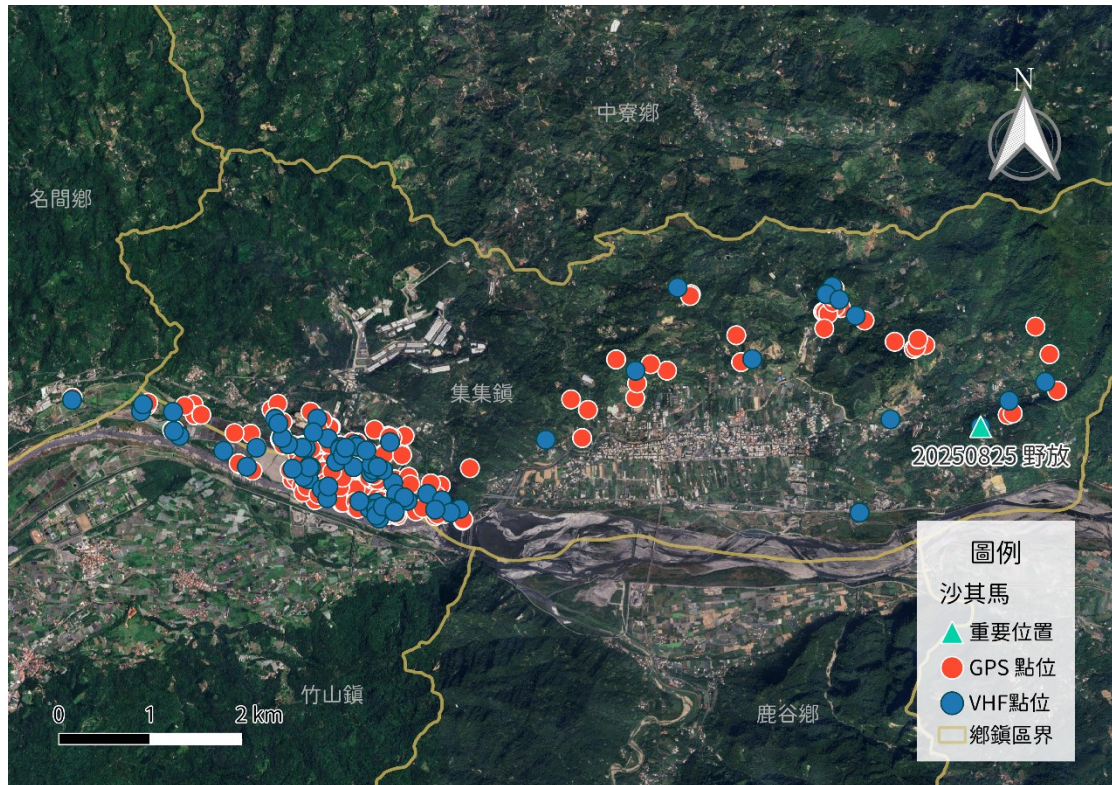 N
中寮鄉
名間鄉
集集鎮
20250825 野放
竹山鎮
鹿谷鄉
0 1 2 km
圖例
沙其馬
重要位置
GPS 點位
VHF點位
鄉鎮區界